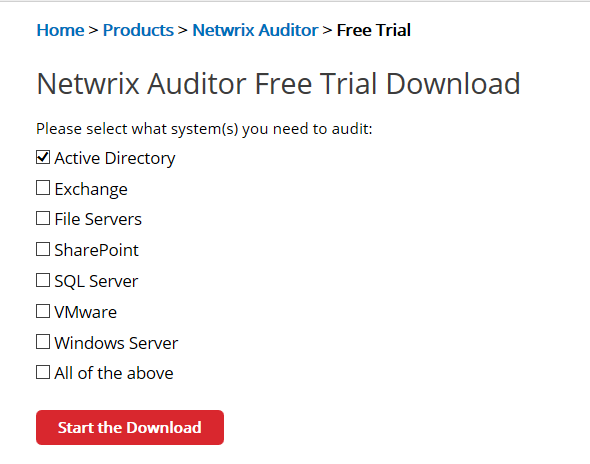 Home > Products > Netwrix Auditor > Free Trial
Netwrix Auditor Free Trial Download
Please select what system(s) you need to audit:
Active Directory
Exchange
File Servers
SharePoint
SQL Server
VMware
Windows Server
All of the above
Start the Download